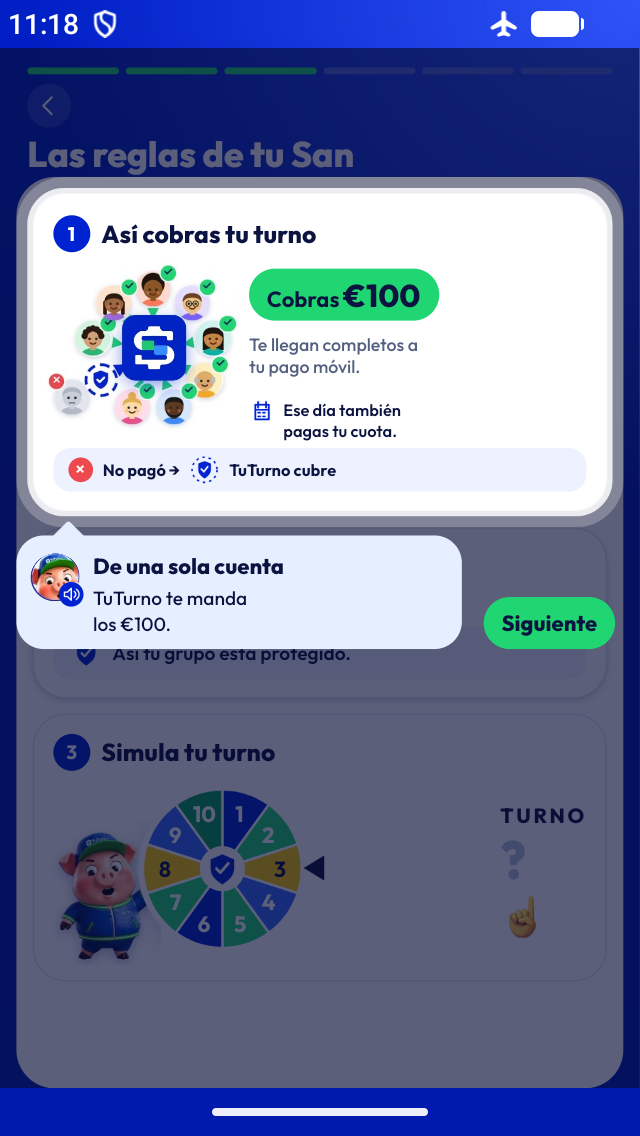 11:18
Las reglas de tu San
1 Así cobras tu turno
Cobras €100
Te llegan completos a
tu pago móvil.
Ese día también
pagas tu cuota.
No pagó → TuTurno cubre
De una sola cuenta
TuTurno te manda
los €100.
Siguiente
Así tu grupo está protegido.
3 Simula tu turno
10 1
9 2
8 3
7 4
6 5
TURNO
?